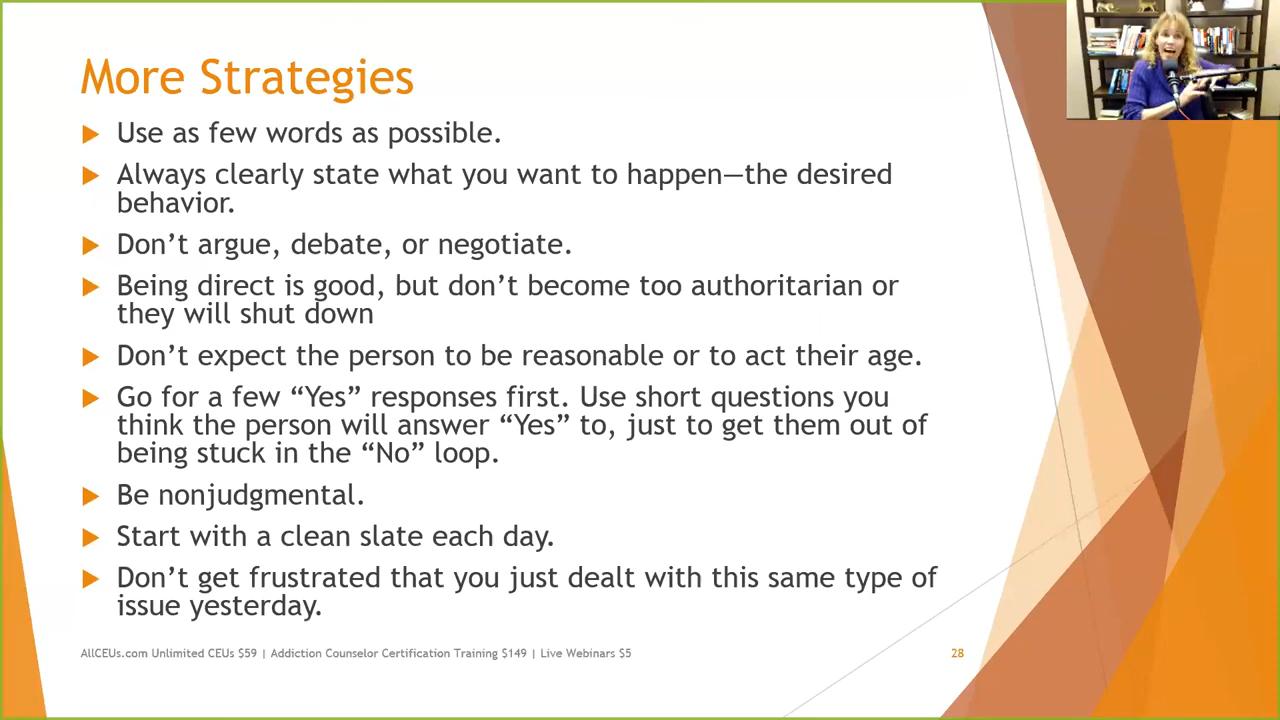 More Strategies
Use as few words as possible.
Always clearly state what you want to happen—the desired
behavior.
Don’t argue, debate, or negotiate.
Being direct is good, but don’t become too authoritarian or
they will shut down
Don’t expect the person to be reasonable or to act their age.
Go for a few “Yes” responses first. Use short questions you
think the person will answer “Yes” to, just to get them out of
being stuck in the “No” loop.
Be nonjudgmental.
Start with a clean slate each day.
Don’t get frustrated that you just dealt with this same type of
issue yesterday.
AllCEUs.com Unlimited CEUs $59 | Addiction Counselor Certification Training $149 | Live Webinars $5
28